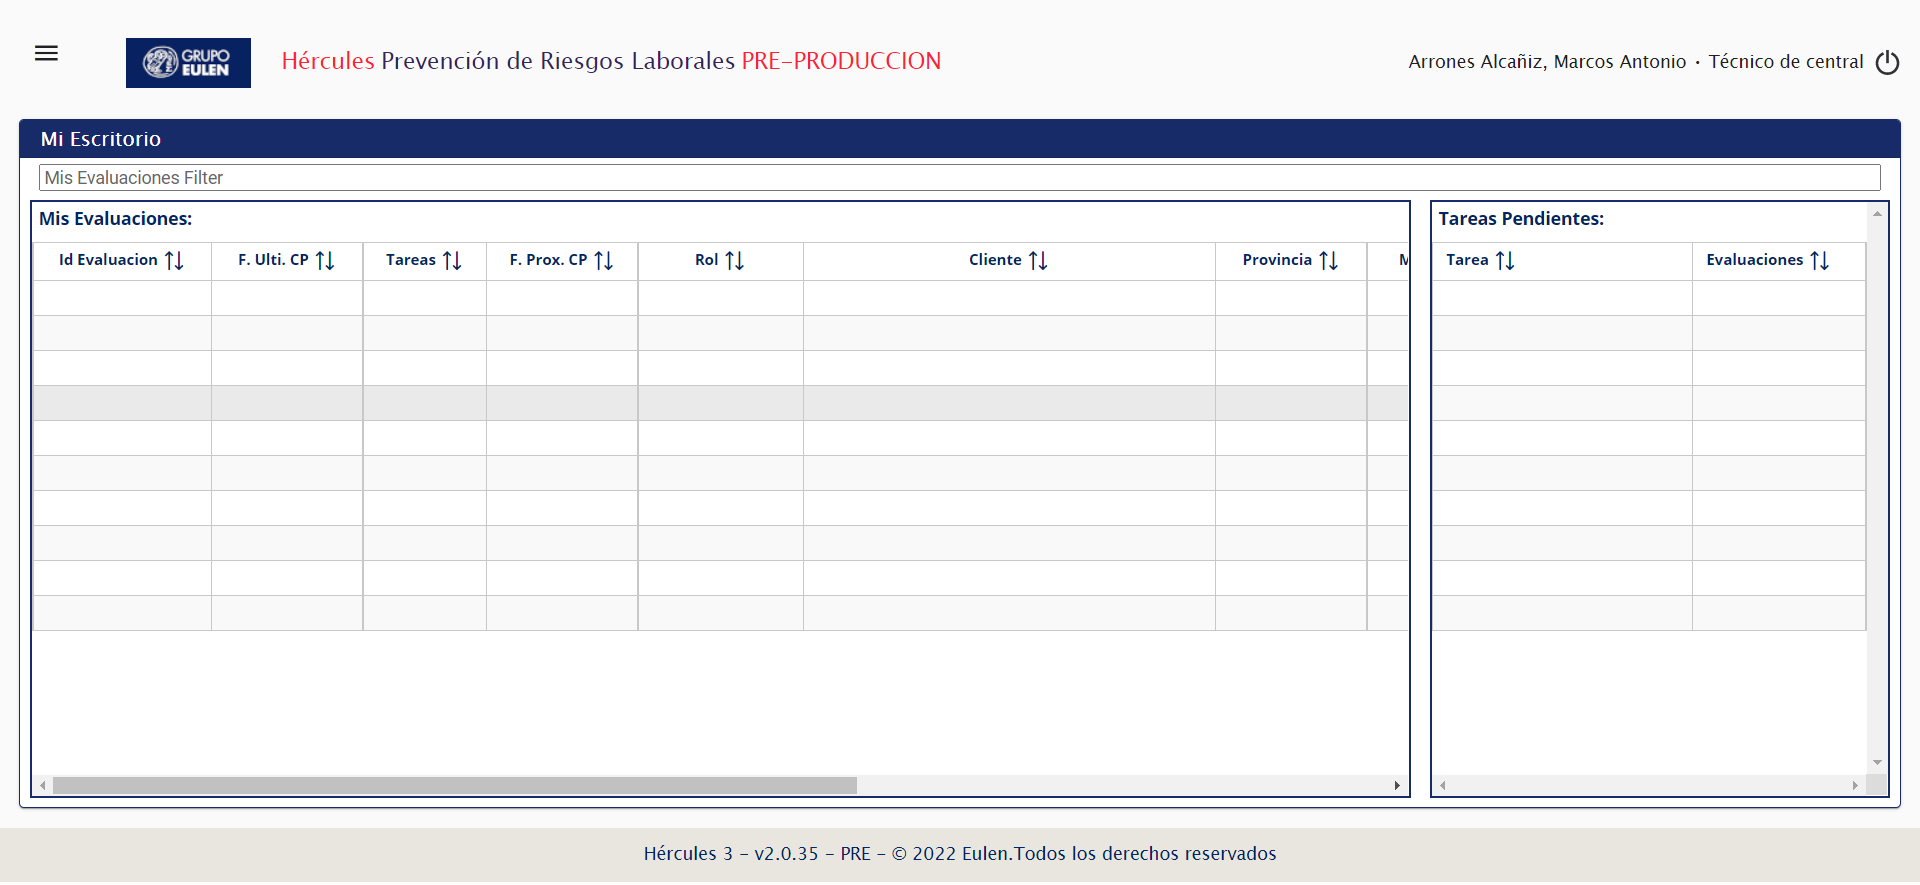 GRUPO
EULEN
Hércules Prevención de Riesgos Laborales PRE-PRODUCCION
Arrones Alcañiz, Marcos Antonio • Técnico de central
Mi Escritorio
Mis Evaluaciones Filter
Mis Evaluaciones:
Id Evaluacion F. Ulti. CP Tareas F. Prox. CP Rol Cliente Provincia
Tareas Pendientes:
Tarea Evaluaciones
Hércules 3 - v2.0.35 - PRE - © 2022 Eulen.Todos los derechos reservados